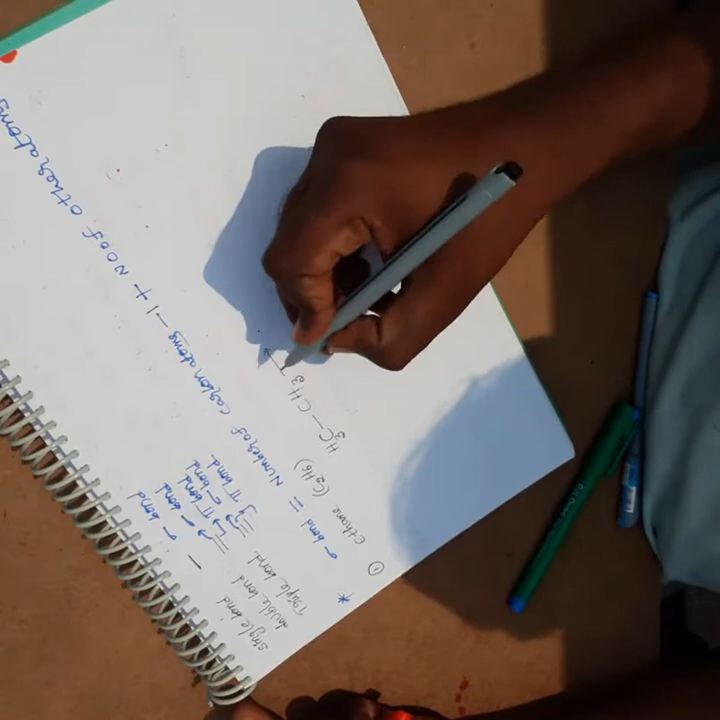 single bond — σ bond
double bond = σ bond π bond
Triple bond ≡ σ bond π bond
* σ bond = Number of carbon atoms - 1 + No of other atoms
① ethane (C2H6)
H3C — CH3